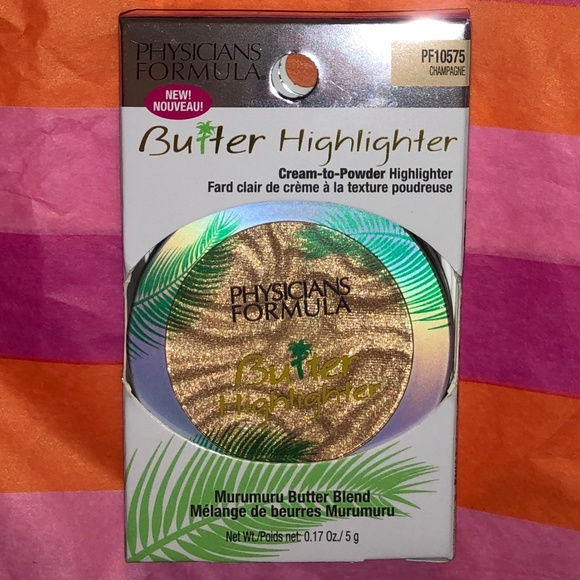 PHYSICIANS
FORMULA®
PF10575
CHAMPAGNE
NEW!
NOUVEAU!
Butter Highlighter
Cream-to-Powder Highlighter
Fard clair de crème à la texture poudreuse
PHYSICIANS
FORMULA
Butter
Highlighter
Murumuru Butter Blend
Mélange de beurres Murumuru
Net Wt./Poids net: 0.17 Oz./ 5 g